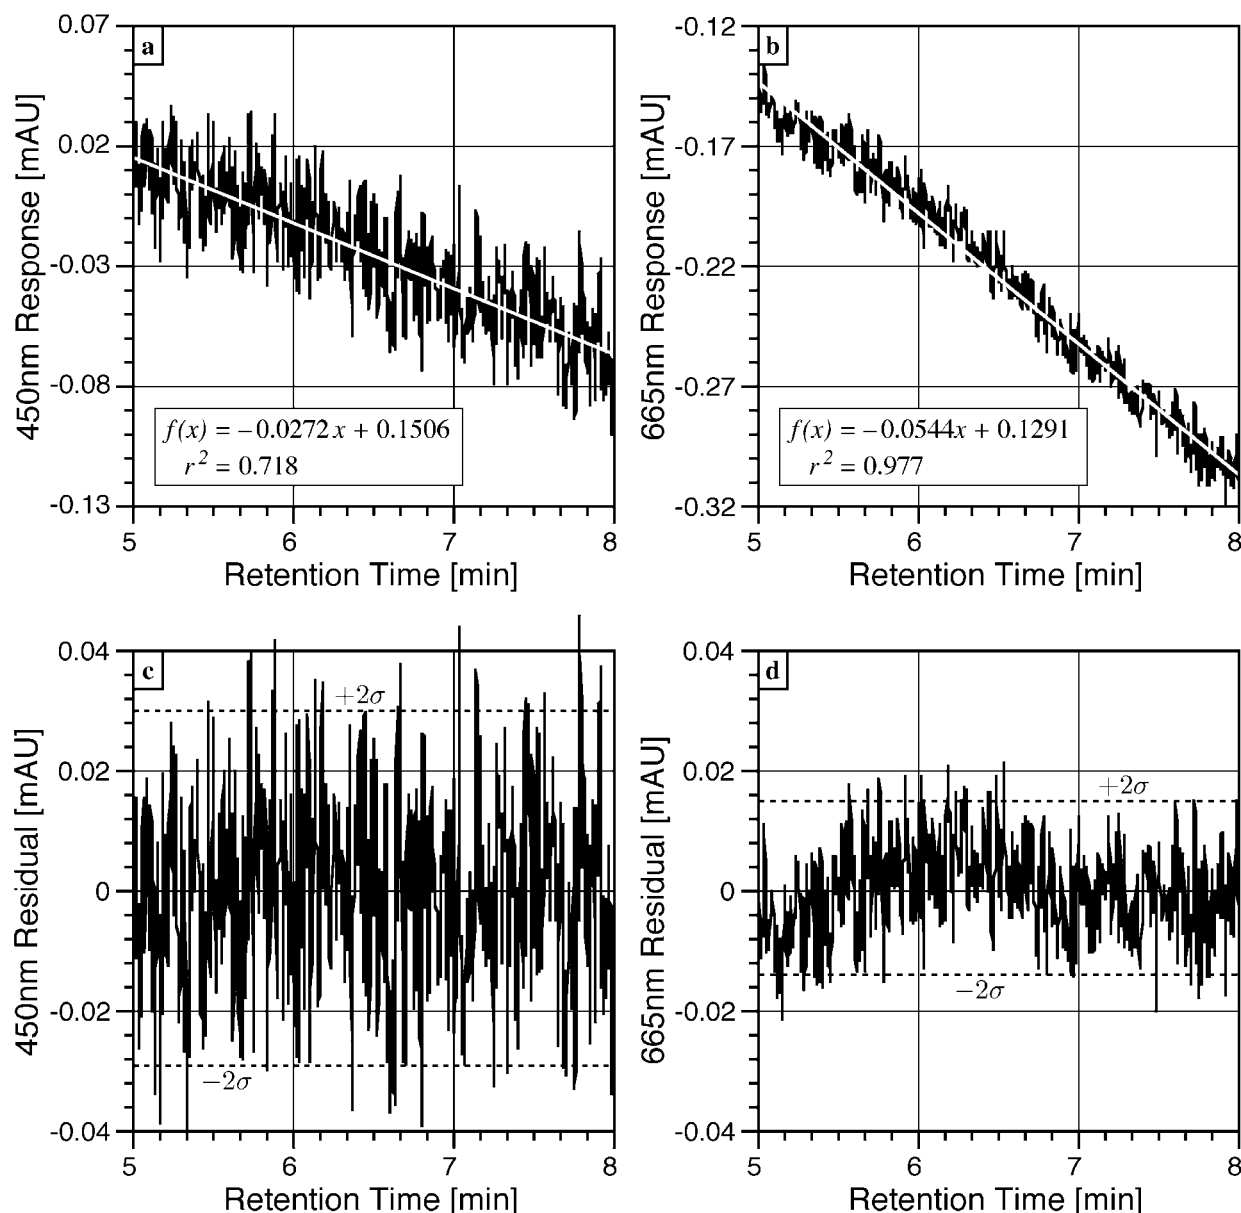 a
450nm Response [mAU]
0.07
0.02
-0.03
-0.08
-0.13
f(x) = −0.0272x + 0.1506
r² = 0.718
5 6 7 8
Retention Time [min]
b
665nm Response [mAU]
-0.12
-0.17
-0.22
-0.27
-0.32
f(x) = −0.0544x + 0.1291
r² = 0.977
5 6 7 8
Retention Time [min]
c
450nm Residual [mAU]
0.04
0.02
0
-0.02
-0.04
+2σ
−2σ
5 6 7 8
Retention Time [min]
d
665nm Residual [mAU]
0.04
0.02
0
-0.02
-0.04
+2σ
−2σ
5 6 7 8
Retention Time [min]